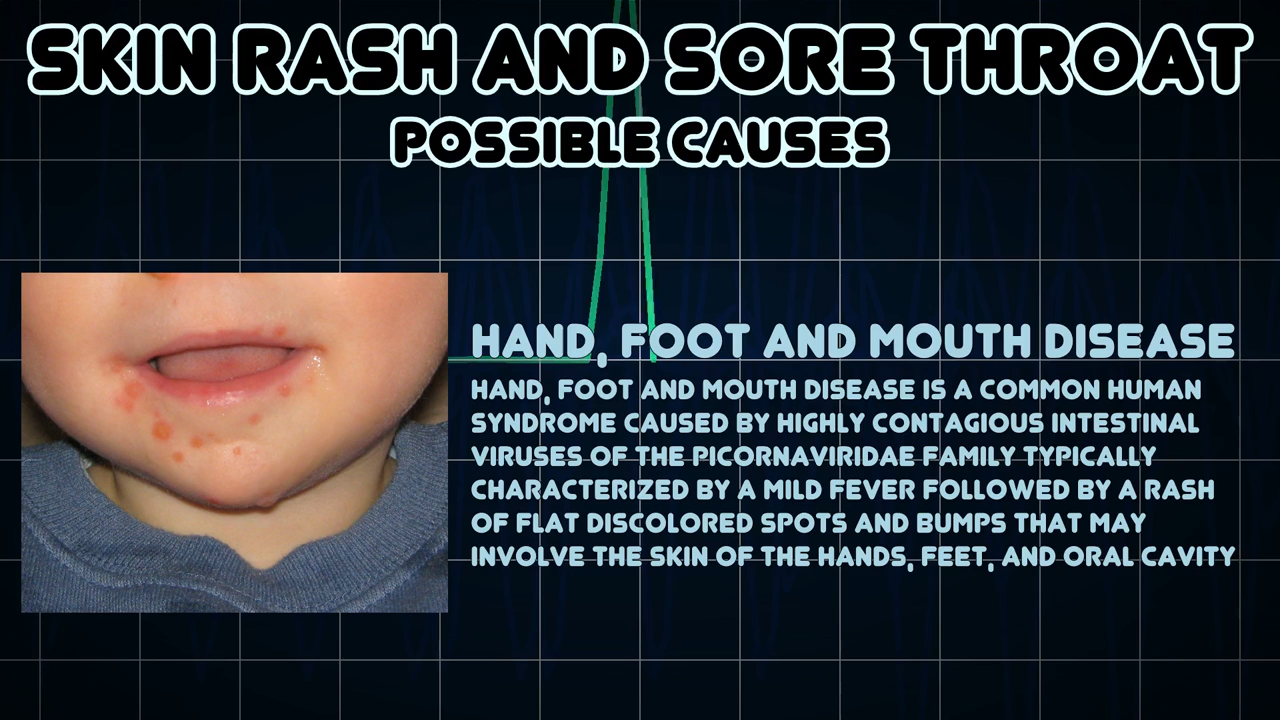 SKIN RASH AND SORE THROAT
POSSIBLE CAUSES
HAND, FOOT AND MOUTH DISEASE
HAND, FOOT AND MOUTH DISEASE IS A COMMON HUMAN
SYNDROME CAUSED BY HIGHLY CONTAGIOUS INTESTINAL
VIRUSES OF THE PICORNAVIRIDAE FAMILY TYPICALLY
CHARACTERIZED BY A MILD FEVER FOLLOWED BY A RASH
OF FLAT DISCOLORED SPOTS AND BUMPS THAT MAY
INVOLVE THE SKIN OF THE HANDS, FEET, AND ORAL CAVITY